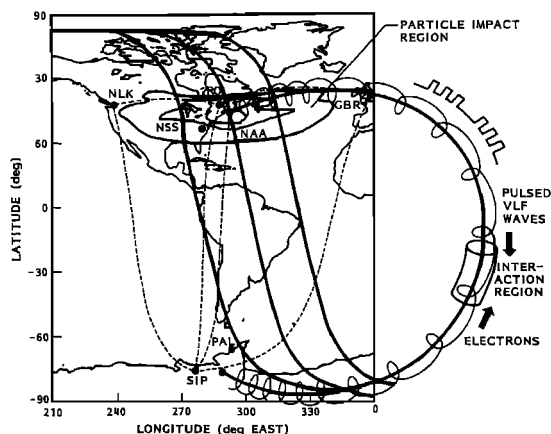 PARTICLE IMPACT
REGION
90
30
60
0
−30
−60
−90
LATITUDE (deg)
NLK
NSS
NAA
GBR
PAL
SIP
PULSED
VLF
WAVES
INTER-
ACTION
REGION
ELECTRONS
210
240
270
300
330
0
LONGITUDE (deg EAST)